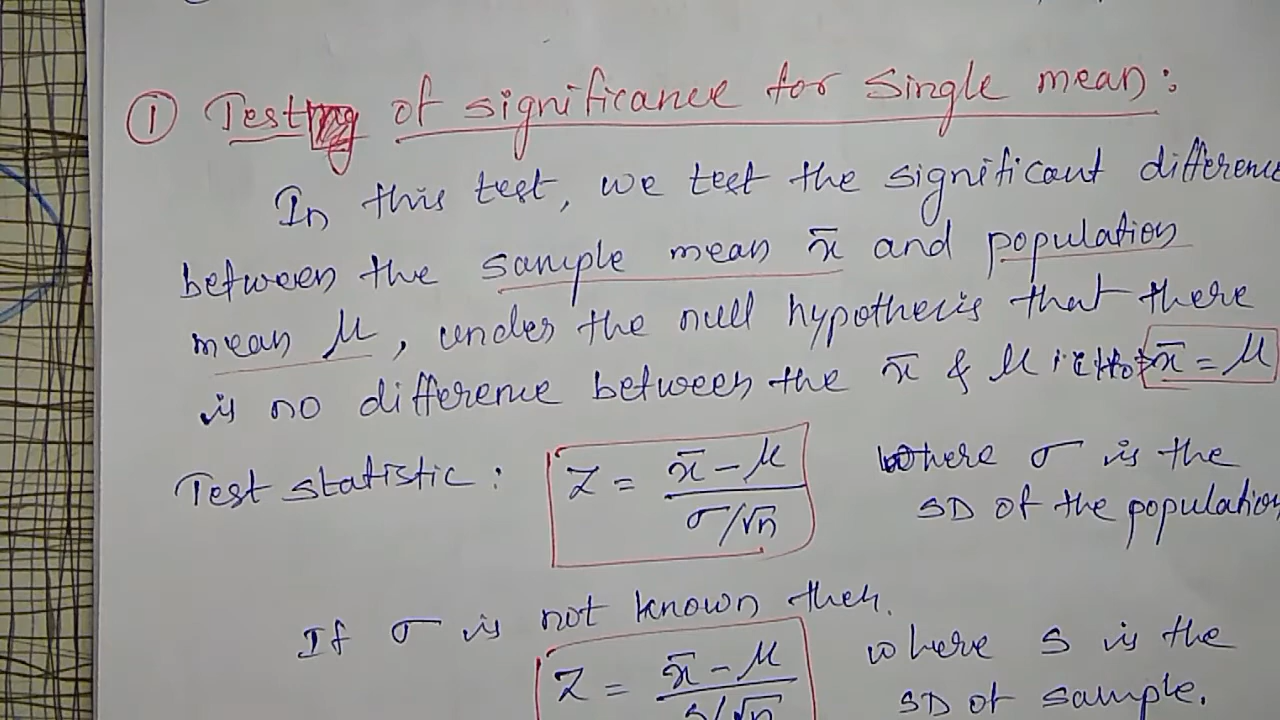 ① Testing of significance for single mean:
In this test, we test the significant difference
between the sample mean x̄ and population
mean μ, under the null hypothesis that there
is no difference between the x̄ & μ i.e H₀: x̄ = μ
Test statistic: Z = (x̄ - μ) / (σ/√n) where σ is the
SD of the population
If σ is not known then.
Z = (x̄ - μ) / (s/√n) where s is the
SD of sample.